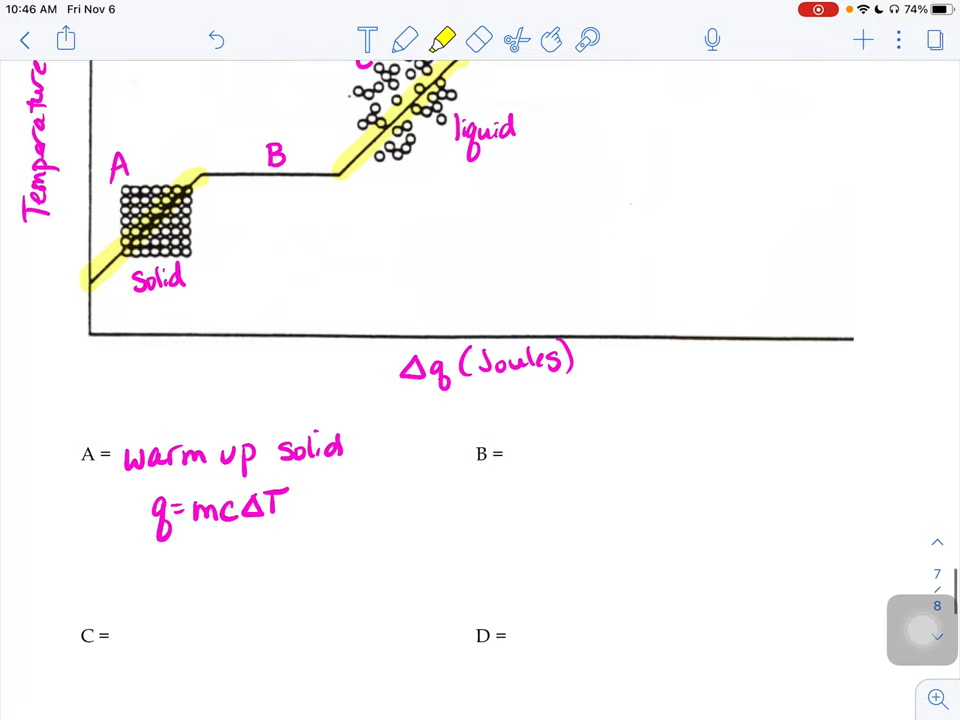 10:46 AM Fri Nov 6
74%
T
Temperature
C
liquid
B
A
Solid
Δq (Joules)
A = warm up solid
q = mcΔT
B =
C =
D =
7
/
8